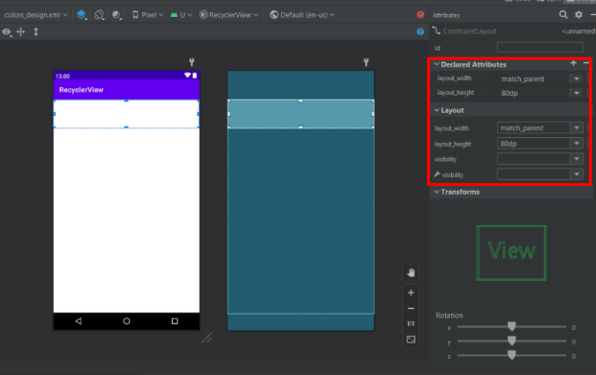 colors_design.xml Pixel U RecyclerView Default (en-us)
Attributes
ConstraintLayout <unnamed
id
Declared Attributes
layout_width match_parent
layout_height 80dp
Layout
layout_width match_parent
layout_height 80dp
visibility
visibility
Transforms
View
Rotation
x 0
y 0
z 0
13:00
RecyclerView
1:1